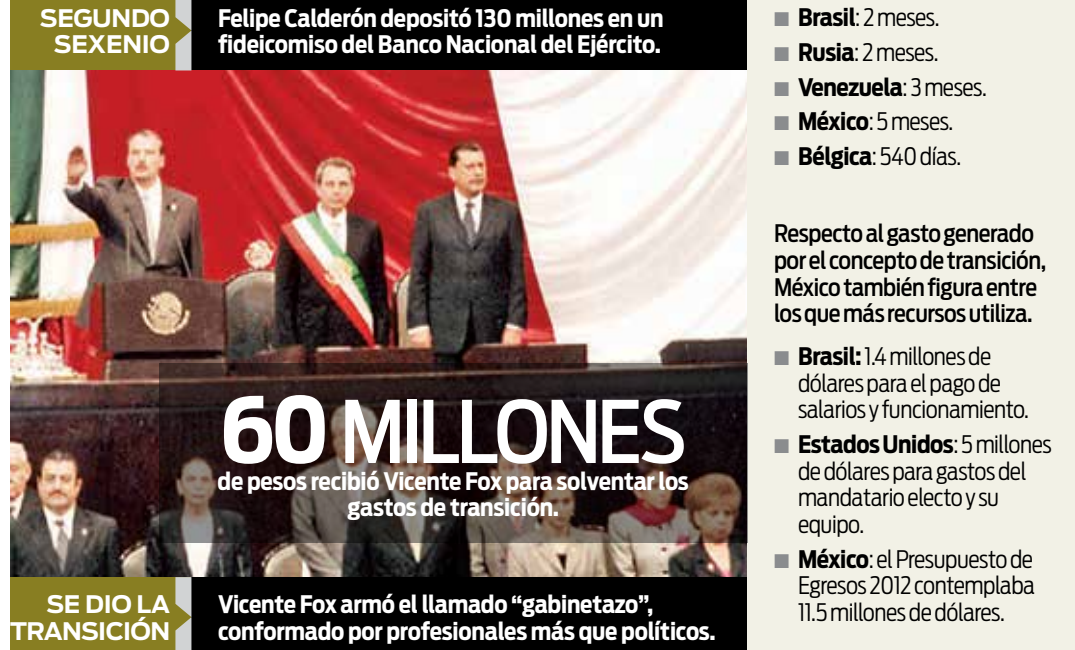 SEGUNDO
SEXENIO
Felipe Calderón depositó 130 millones en un
fideicomiso del Banco Nacional del Ejército.
60 MILLONES
de pesos recibió Vicente Fox para solventar los
gastos de transición.
SE DIO LA
TRANSICIÓN
Vicente Fox armó el llamado “gabinetazo”,
conformado por profesionales más que políticos.
■ Brasil: 2 meses.
■ Rusia: 2 meses.
■ Venezuela: 3 meses.
■ México: 5 meses.
■ Bélgica: 540 días.
Respecto al gasto generado
por el concepto de transición,
México también figura entre
los que más recursos utiliza.
■ Brasil: 1.4 millones de
dólares para el pago de
salarios y funcionamiento.
■ Estados Unidos: 5 millones
de dólares para gastos del
mandatario electo y su
equipo.
■ México: el Presupuesto de
Egresos 2012 contemplaba
11.5 millones de dólares.